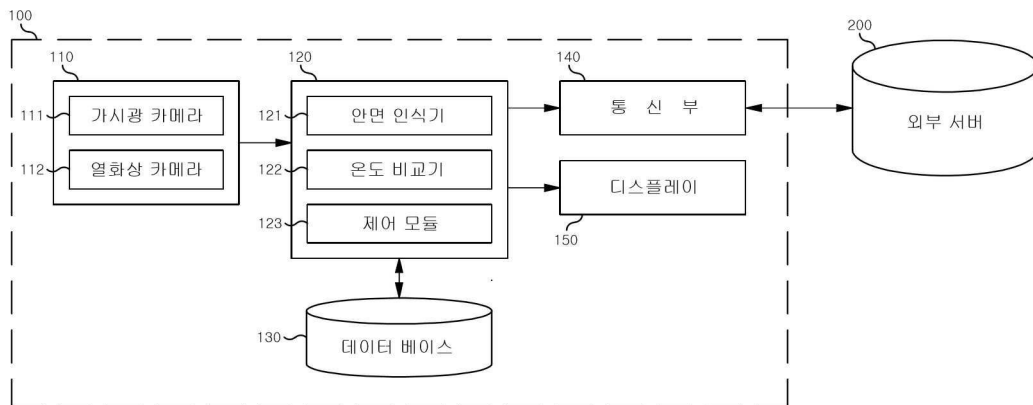 100
200
110
120
140
111
가시광 카메라
121
안면 인식기
통 신 부
외부 서버
112
열화상 카메라
122
온도 비교기
디스플레이
123
제어 모듈
150
130
데이터 베이스